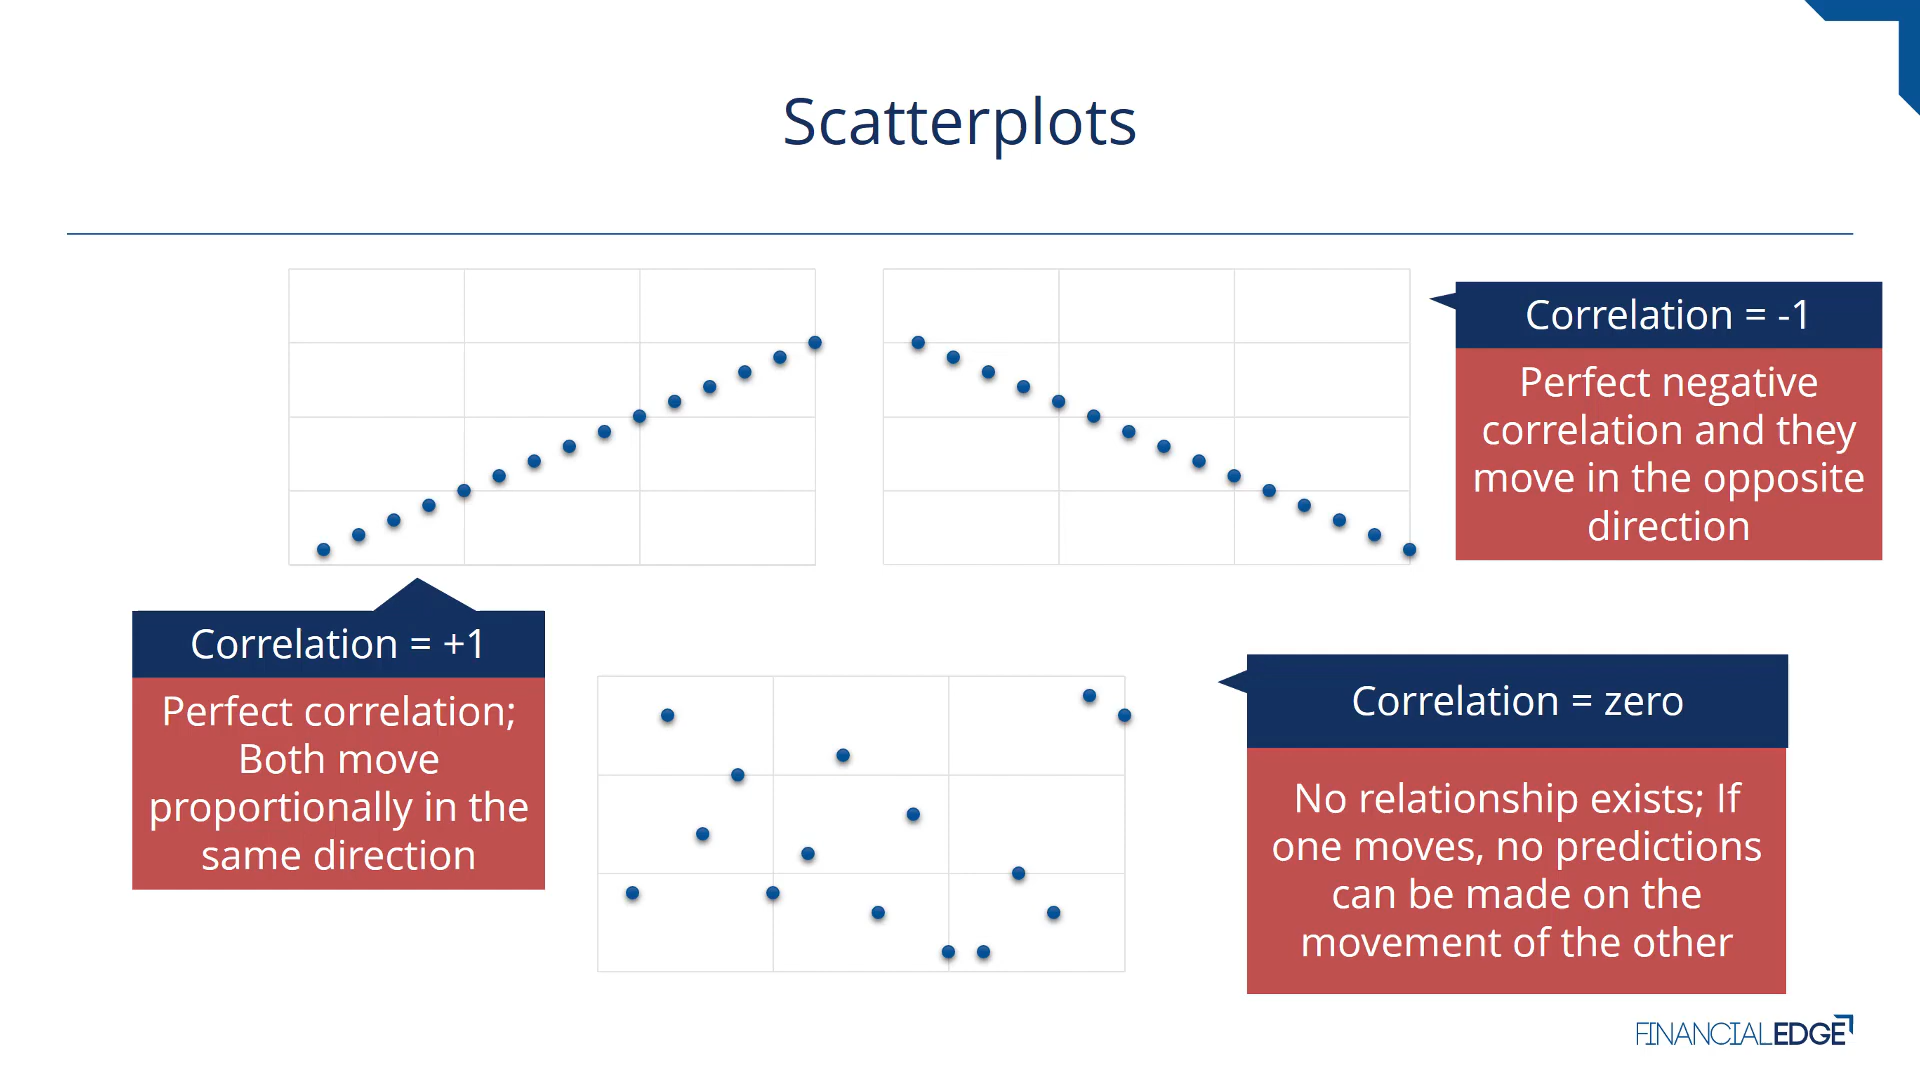 Scatterplots
Correlation = -1
Perfect negative
correlation and they
move in the opposite
direction
Correlation = +1
Perfect correlation;
Both move
proportionally in the
same direction
Correlation = zero
No relationship exists; If
one moves, no predictions
can be made on the
movement of the other
FINANCIALEDGE